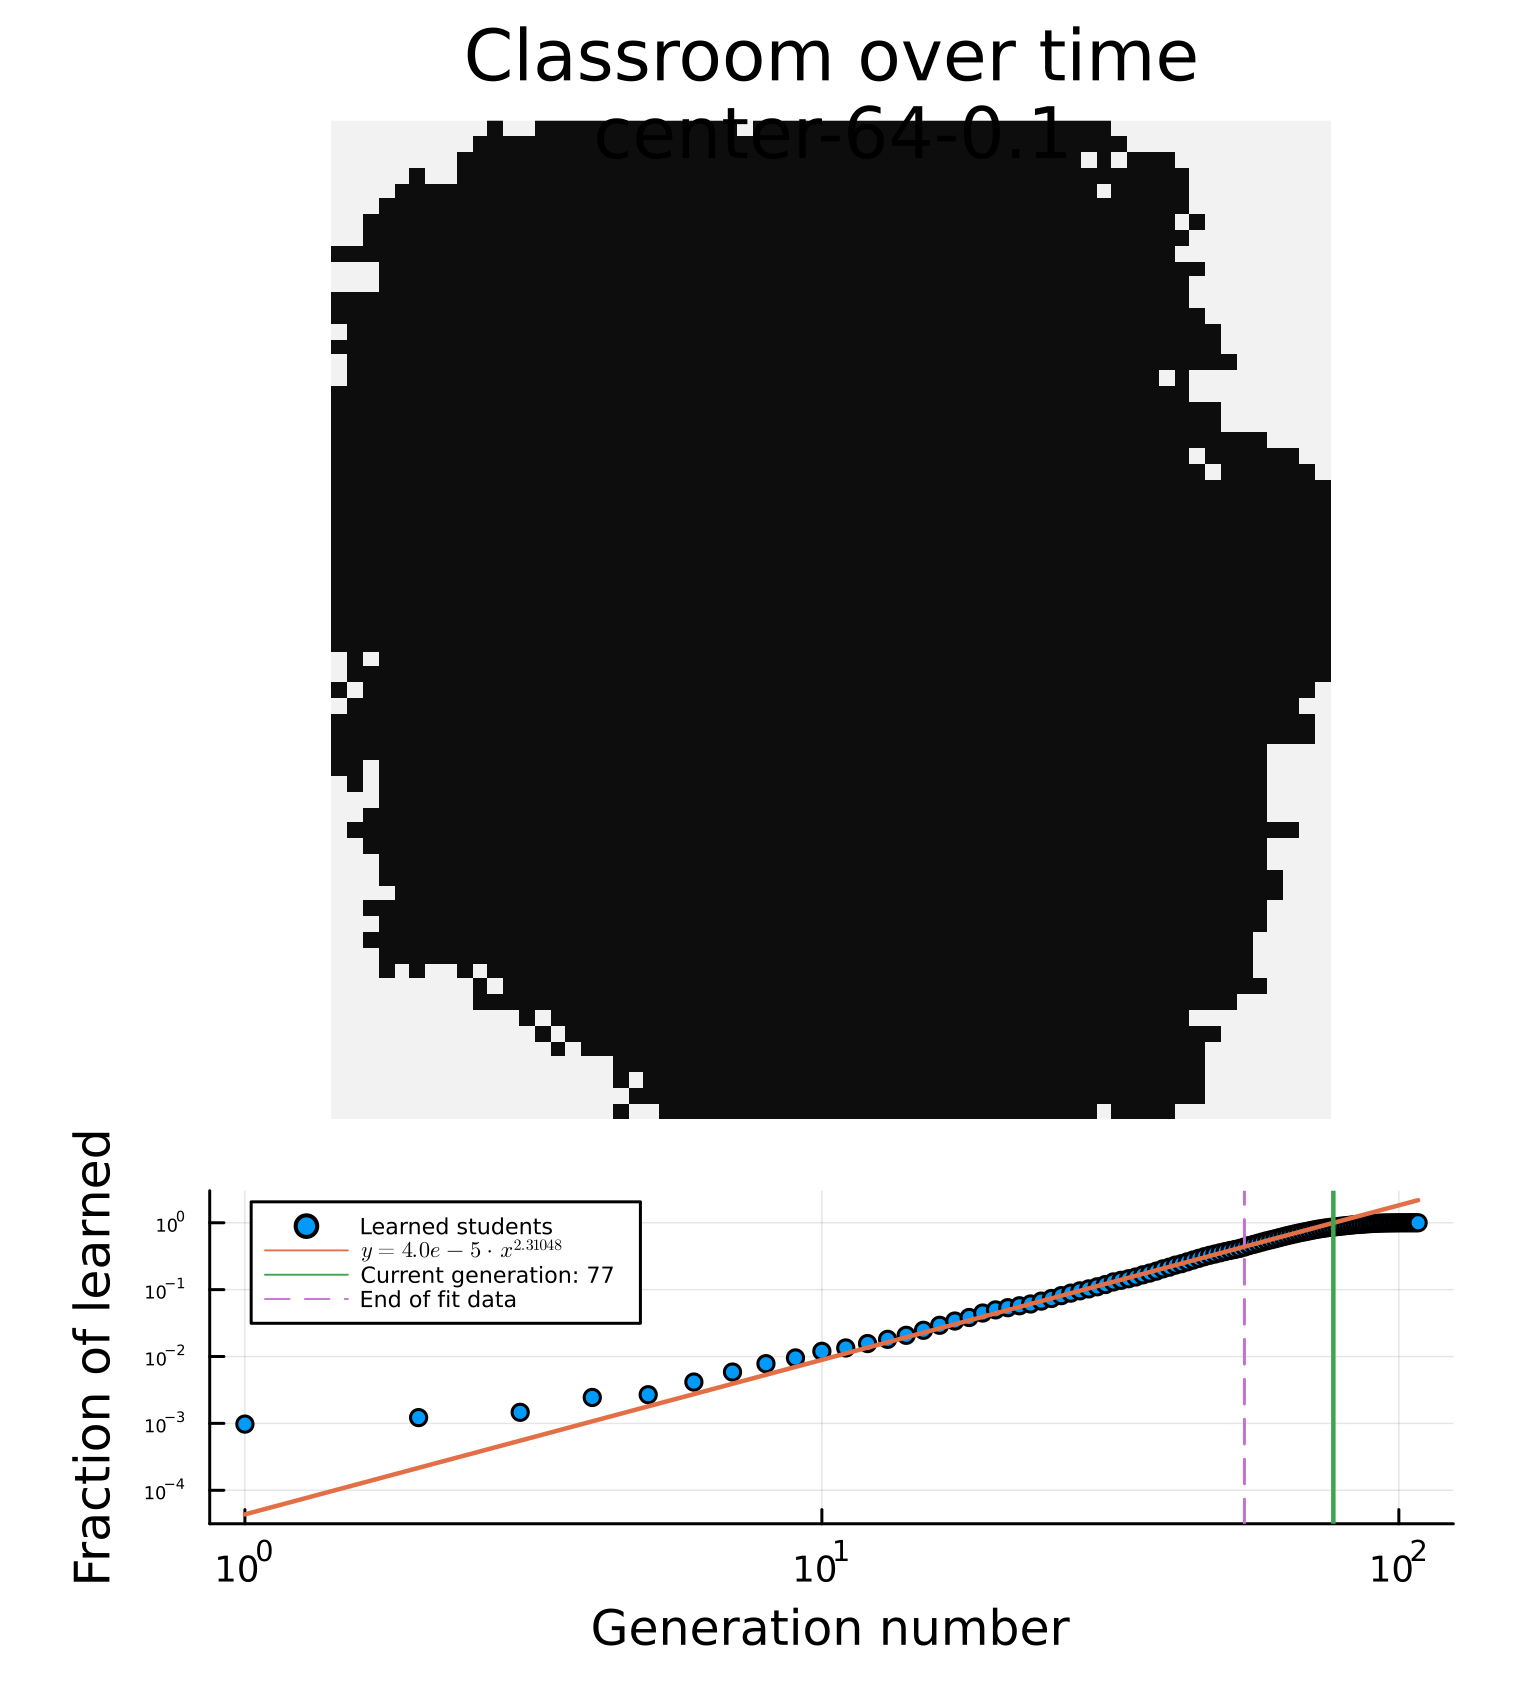 Classroom over time
center-64-0.1
Fraction of learned
10⁰
10⁻¹
10⁻²
10⁻³
10⁻⁴
Learned students
y = 4.0e − 5 · x^2.31048
Current generation: 77
End of fit data
10⁰ 10¹ 10²
Generation number